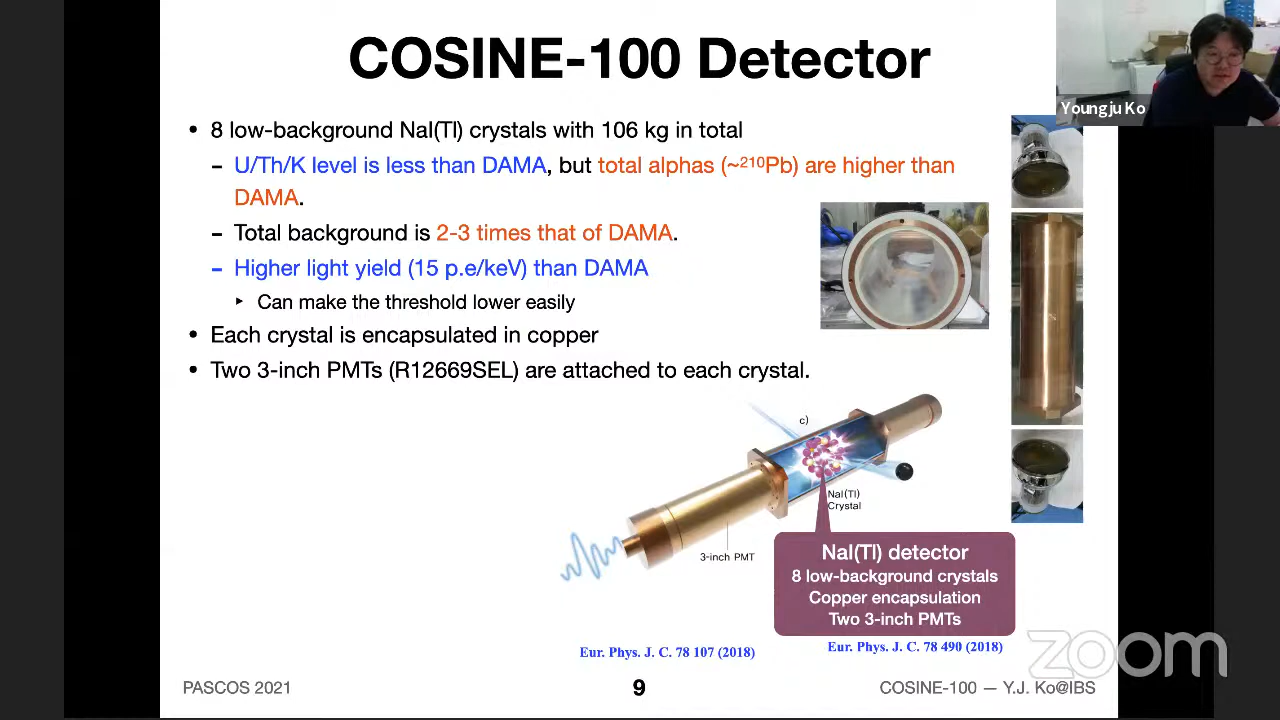 COSINE-100 Detector
Youngju Ko
• 8 low-background NaI(Tl) crystals with 106 kg in total
– U/Th/K level is less than DAMA, but total alphas (~²¹⁰Pb) are higher than
DAMA.
– Total background is 2-3 times that of DAMA.
– Higher light yield (15 p.e/keV) than DAMA
‣ Can make the threshold lower easily
• Each crystal is encapsulated in copper
• Two 3-inch PMTs (R12669SEL) are attached to each crystal.
c)
NaI(Tl)
Crystal
3-inch PMT
NaI(Tl) detector
8 low-background crystals
Copper encapsulation
Two 3-inch PMTs
Eur. Phys. J. C. 78 107 (2018)
Eur. Phys. J. C. 78 490 (2018)
zoom
PASCOS 2021
9
COSINE-100 — Y.J. Ko@IBS